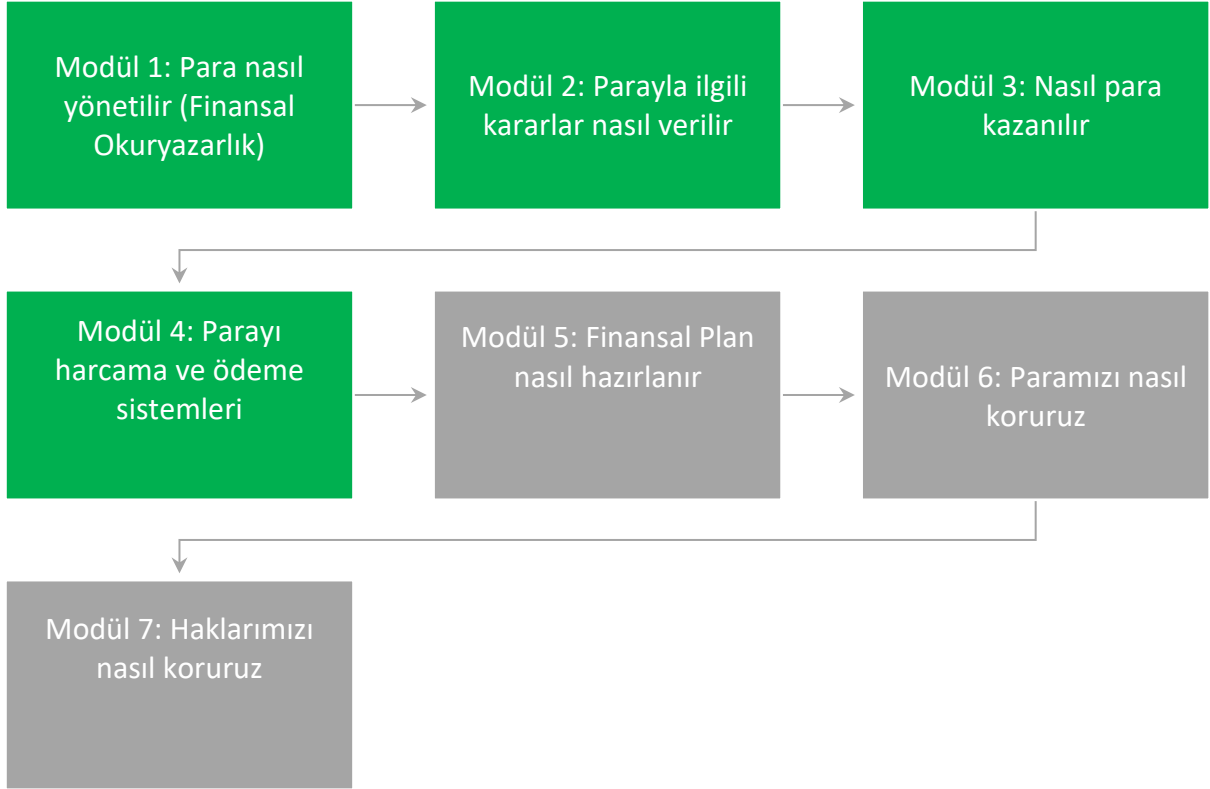 Modül 1: Para nasıl
yönetilir (Finansal
Okuryazarlık)
Modül 2: Parayla ilgili
kararlar nasıl verilir
Modül 3: Nasıl para
kazanılır
Modül 4: Parayı
harcama ve ödeme
sistemleri
Modül 5: Finansal Plan
nasıl hazırlanır
Modül 6: Paramızı nasıl
koruruz
Modül 7: Haklarımızı
nasıl koruruz